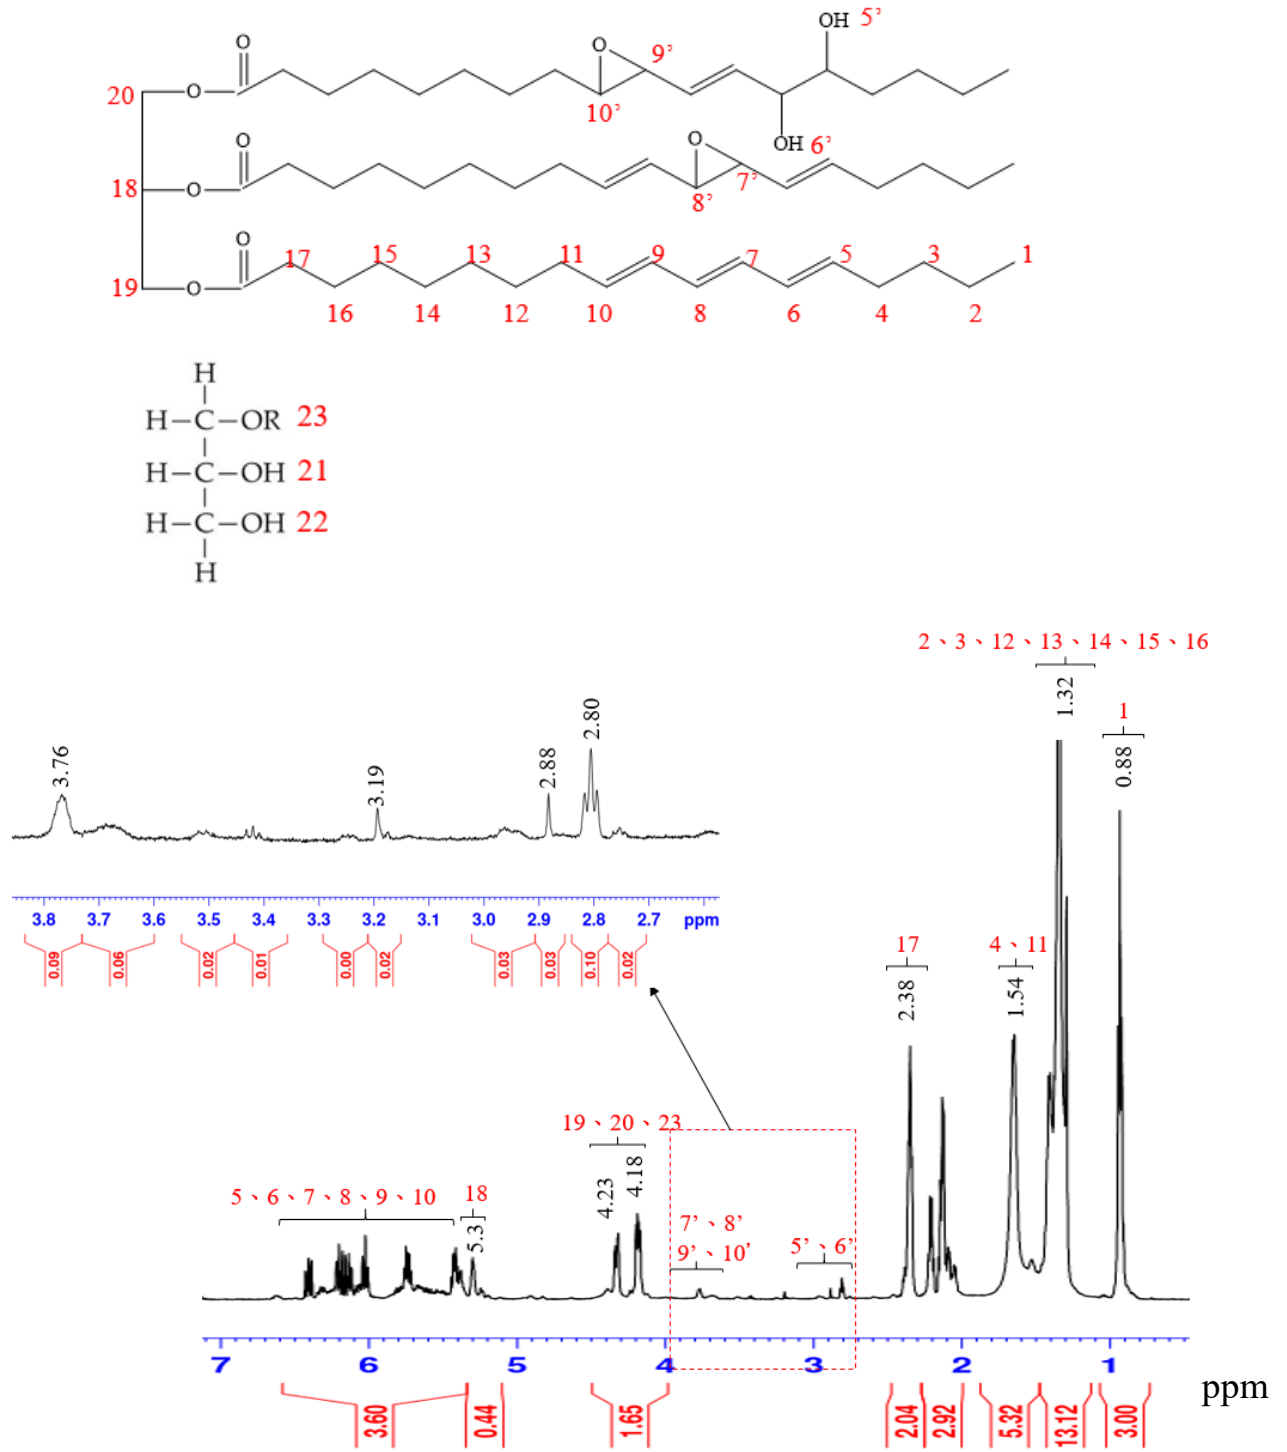 OH 5’
O
O
9’
20
O
10’
OH 6’
O
O
18
O
8’
7’
O
17 15 13 11 9 7 5 3 1
19
O
16 14 12 10 8 6 4 2
H
H-C-OR 23
H-C-OH 21
H-C-OH 22
H
2、3、12、13、14、15、16
1.32
1
0.88
3.76
3.19
2.88
2.80
3.8 3.7 3.6 3.5 3.4 3.3 3.2 3.1 3.0 2.9 2.8 2.7 ppm
0.09 0.06 0.02 0.01 0.00 0.02 0.03 0.03 0.10 0.02
17
2.38
4、11
1.54
19、20、23
4.23
4.18
5、6、7、8、9、10
18
5.3
7’、8’
9’、10’
5’、6’
7 6 5 4 3 2 1
ppm
3.60 0.44 1.65 2.04 2.92 5.32 13.12 3.00